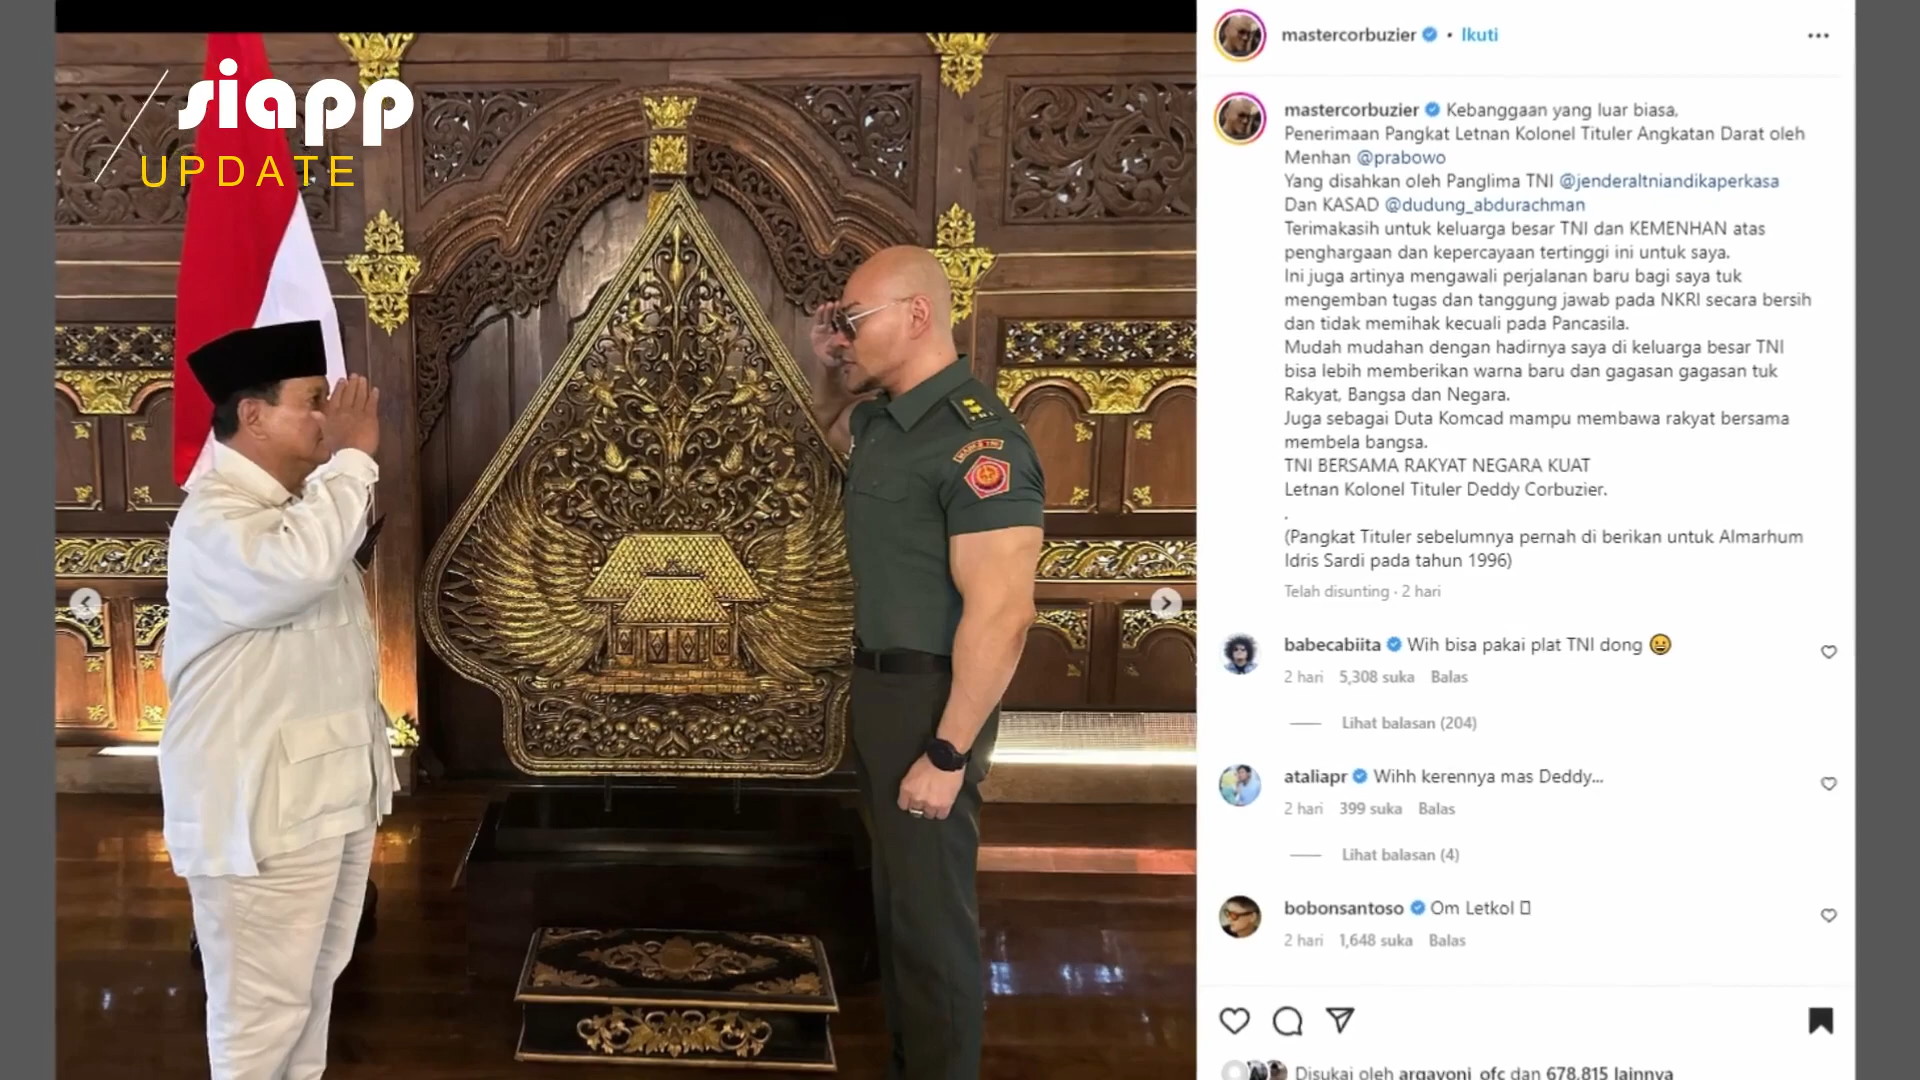 siapp
UPDATE
mastercorbuzier • Ikuti
mastercorbuzier Kebanggaan yang luar biasa,
Penerimaan Pangkat Letnan Kolonel Tituler Angkatan Darat oleh
Menhan @prabowo
Yang disahkan oleh Panglima TNI @jenderaltniandikaperkasa
Dan KASAD @dudung_abdurachman
Terimakasih untuk keluarga besar TNI dan KEMENHAN atas
penghargaan dan kepercayaan tertinggi ini untuk saya.
Ini juga artinya mengawali perjalanan baru bagi saya tuk
mengemban tugas dan tanggung jawab pada NKRI secara bersih
dan tidak memihak kecuali pada Pancasila.
Mudah mudahan dengan hadirnya saya di keluarga besar TNI
bisa lebih memberikan warna baru dan gagasan gagasan tuk
Rakyat, Bangsa dan Negara.
Juga sebagai Duta Komcad mampu membawa rakyat bersama
membela bangsa.
TNI BERSAMA RAKYAT NEGARA KUAT
Letnan Kolonel Tituler Deddy Corbuzier.
.
(Pangkat Tituler sebelumnya pernah di berikan untuk Almarhum
Idris Sardi pada tahun 1996)
Telah disunting · 2 hari
babecabiita Wih bisa pakai plat TNI dong 😀
2 hari 5,308 suka Balas
Lihat balasan (204)
ataliapr Wihh kerennya mas Deddy...
2 hari 399 suka Balas
Lihat balasan (4)
bobonsantoso Om Letkol
2 hari 1,648 suka Balas
Disukai oleh argavoni_ofc dan 678,815 lainnya